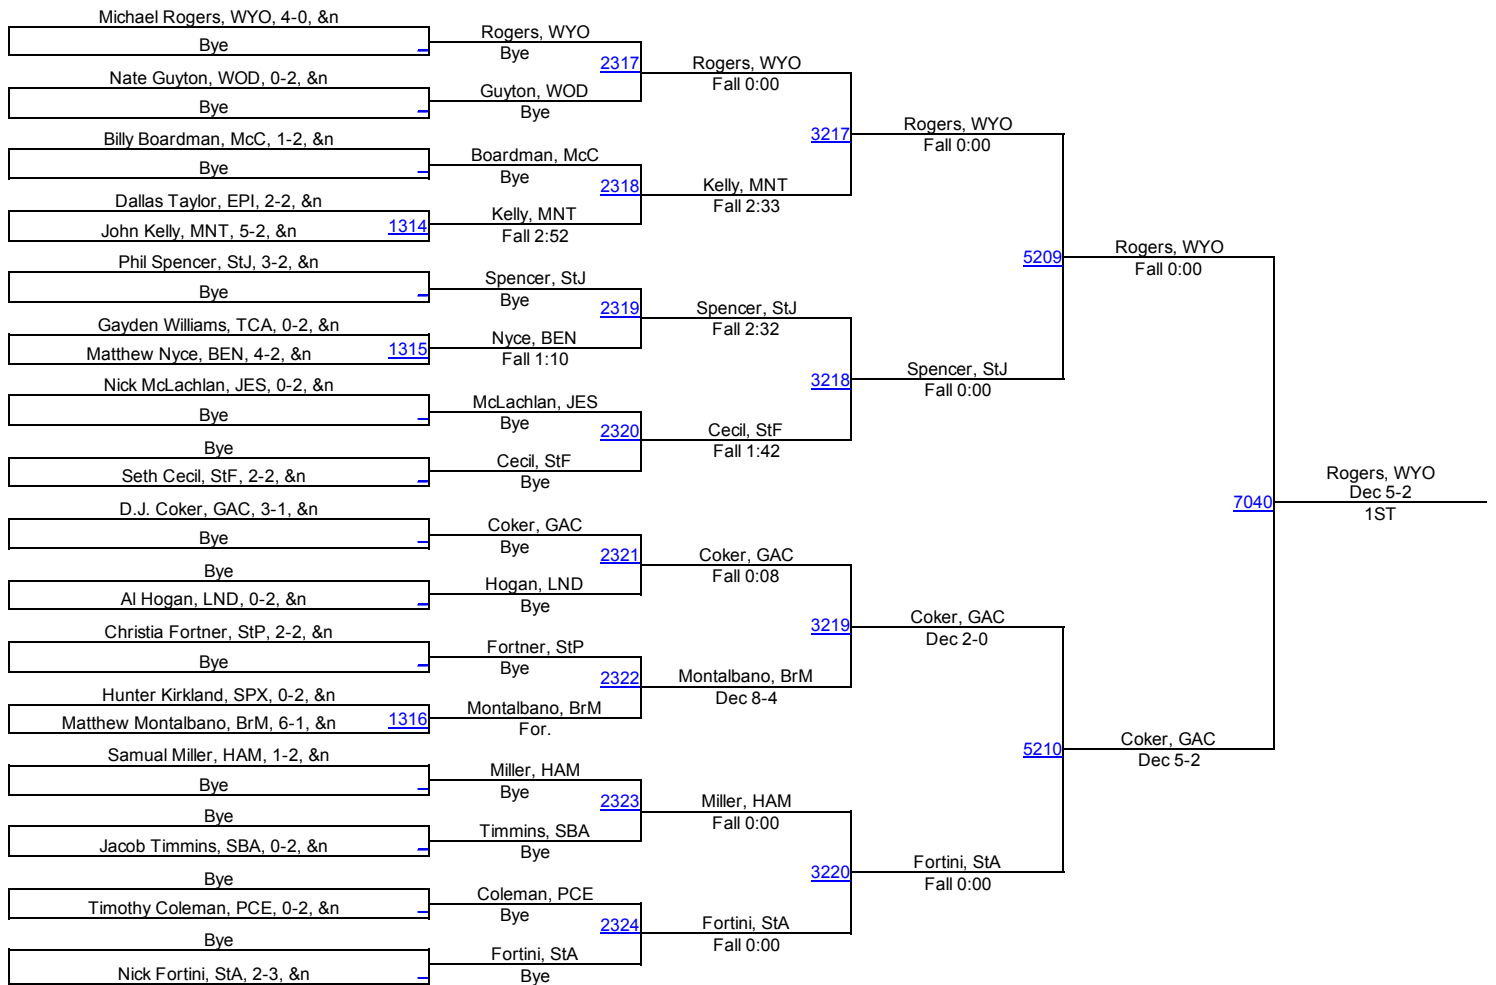 Michael Rogers, WYO, 4-0, &n
Bye
Nate Guyton, WOD, 0-2, &n
Bye
Billy Boardman, McC, 1-2, &n
Bye
Dallas Taylor, EPI, 2-2, &n
John Kelly, MNT, 5-2, &n
1314
Phil Spencer, StJ, 3-2, &n
Bye
Gayden Williams, TCA, 0-2, &n
Matthew Nyce, BEN, 4-2, &n
1315
Nick McLachlan, JES, 0-2, &n
Bye
Bye
Seth Cecil, StF, 2-2, &n
D.J. Coker, GAC, 3-1, &n
Bye
Bye
Al Hogan, LND, 0-2, &n
Christia Fortner, StP, 2-2, &n
Bye
Hunter Kirkland, SPX, 0-2, &n
Matthew Montalbano, BrM, 6-1, &n
1316
Samual Miller, HAM, 1-2, &n
Bye
Bye
Jacob Timmins, SBA, 0-2, &n
Bye
Timothy Coleman, PCE, 0-2, &n
Bye
Nick Fortini, StA, 2-3, &n
Rogers, WYO
Bye
2317
Guyton, WOD
Bye
Boardman, McC
Bye
2318
Kelly, MNT
Fall 2:52
Spencer, StJ
Bye
2319
Nyce, BEN
Fall 1:10
McLachlan, JES
Bye
2320
Cecil, StF
Bye
Coker, GAC
Bye
2321
Hogan, LND
Bye
Fortner, StP
Bye
2322
Montalbano, BrM
For.
Miller, HAM
Bye
2323
Timmins, SBA
Bye
Coleman, PCE
Bye
2324
Fortini, StA
Bye
Rogers, WYO
Fall 0:00
3217
Kelly, MNT
Fall 2:33
Spencer, StJ
Fall 2:32
3218
Cecil, StF
Fall 1:42
Coker, GAC
Fall 0:08
3219
Montalbano, BrM
Dec 8-4
Miller, HAM
Fall 0:00
3220
Fortini, StA
Fall 0:00
Rogers, WYO
Fall 0:00
5209
Spencer, StJ
Fall 0:00
Coker, GAC
Dec 2-0
5210
Fortini, StA
Fall 0:00
Rogers, WYO
Fall 0:00
7040
Coker, GAC
Dec 5-2
Rogers, WYO
Dec 5-2
1ST